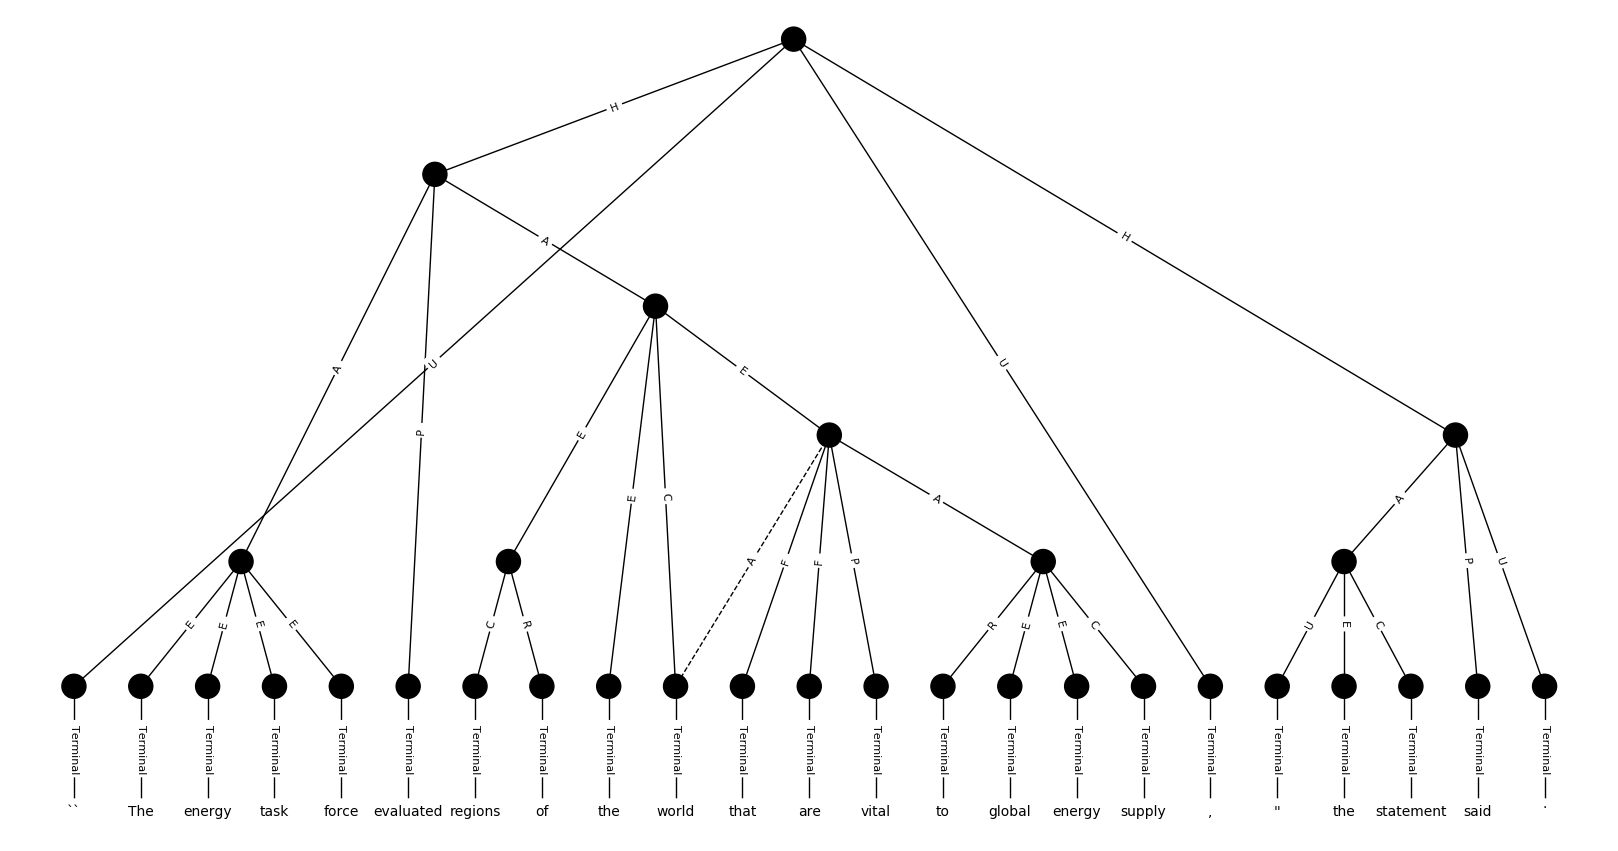 H
H
A
U
A
U
A
P
E
E
E
C
A
A
A
F
F
P
P
U
E
E
E
E
C
R
R
E
E
C
U
E
C
Terminal Terminal Terminal Terminal Terminal Terminal Terminal Terminal Terminal Terminal Terminal Terminal Terminal Terminal Terminal Terminal Terminal Terminal Terminal Terminal Terminal Terminal Terminal
`` The energy task force evaluated regions of the world that are vital to global energy supply , " the statement said .